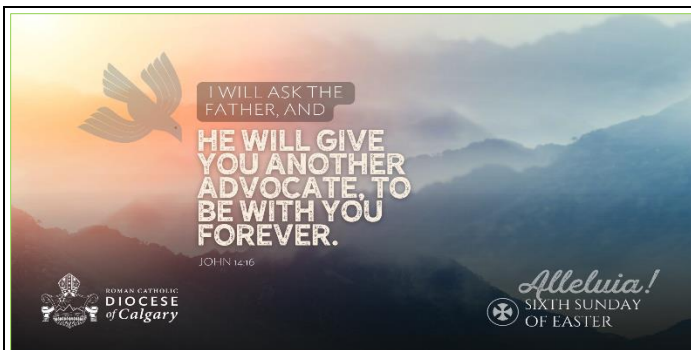 I WILL ASK THE
FATHER, AND
HE WILL GIVE
YOU ANOTHER
ADVOCATE, TO
BE WITH YOU
FOREVER.
JOHN 14:16
ROMAN CATHOLIC
DIOCESE
of Calgary
Alleluia!
SIXTH SUNDAY
OF EASTER